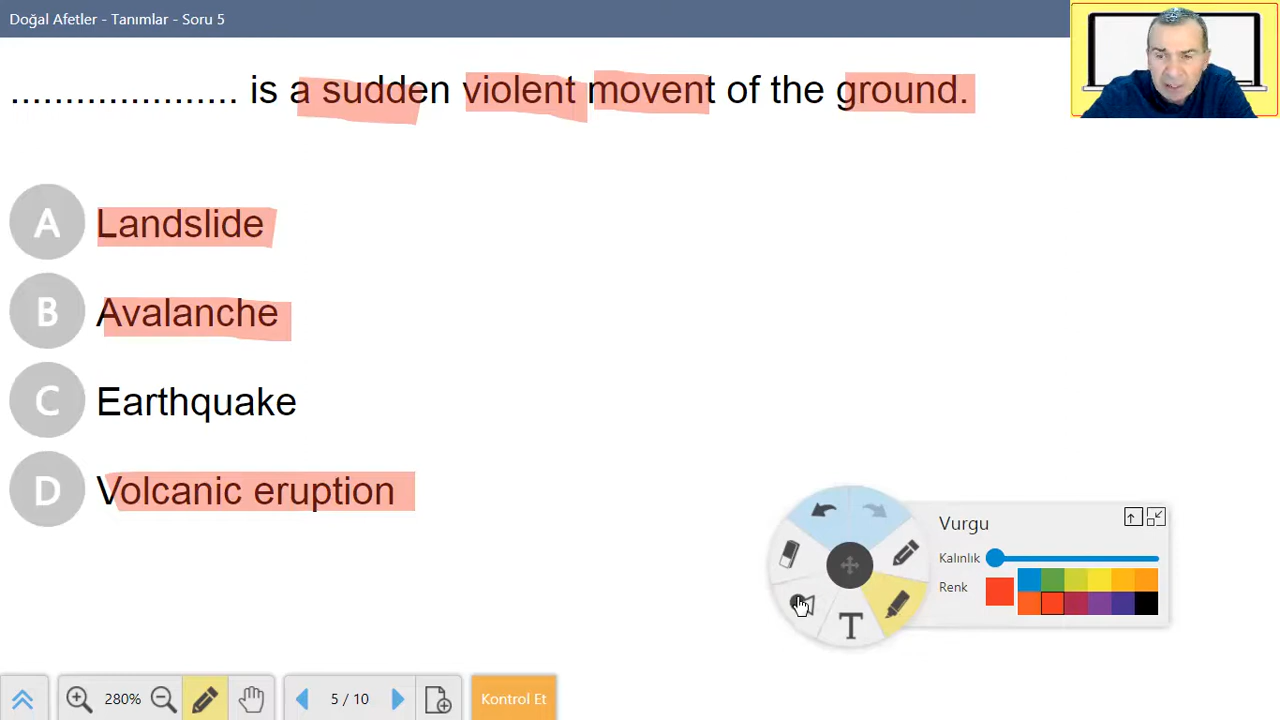 Doğal Afetler - Tanımlar - Soru 5
..................... is a sudden violent movent of the ground.
A Landslide
B Avalanche
C Earthquake
D Volcanic eruption
Vurgu
Kalınlık
Renk
T
280%
5 / 10
Kontrol Et